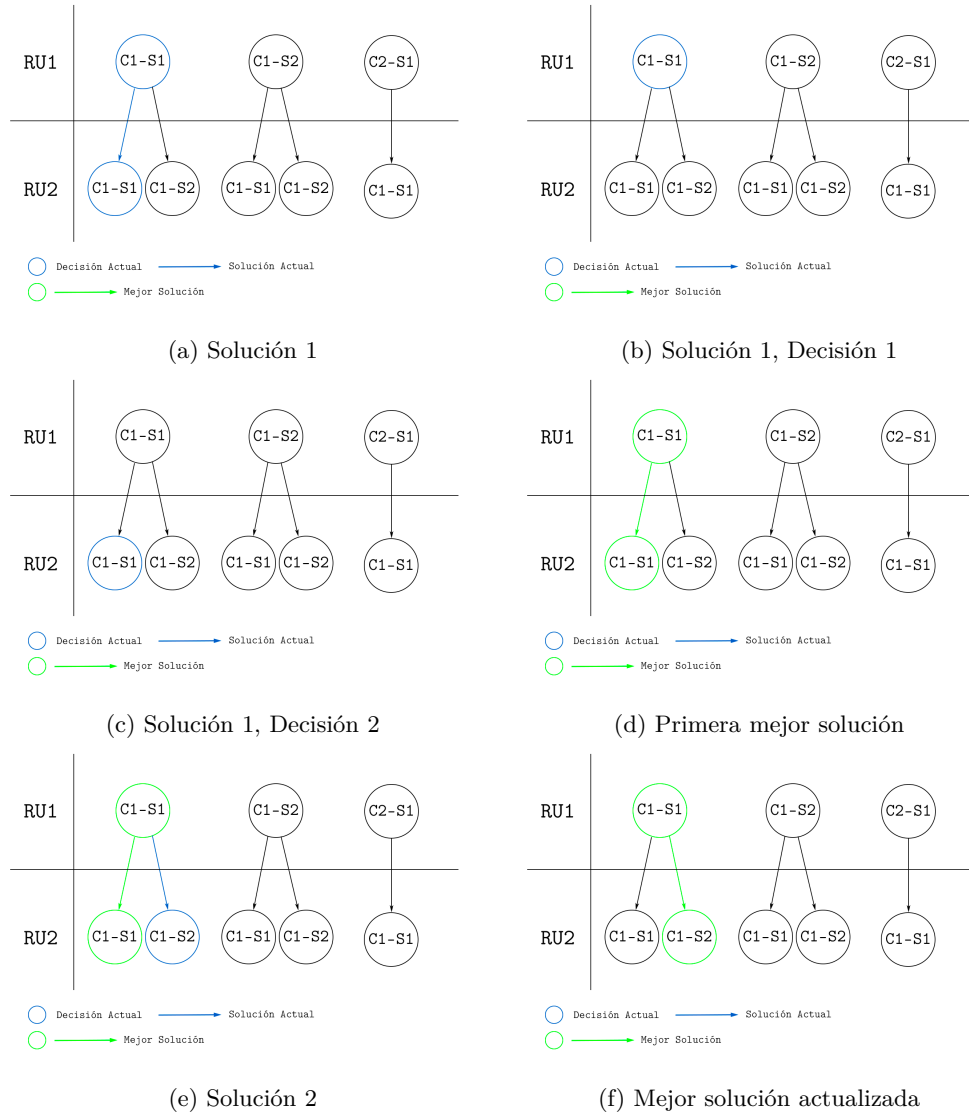 RU1 C1-S1 C1-S2 C2-S1
RU2 C1-S1 C1-S2 C1-S1 C1-S2 C1-S1
Decisión Actual Solución Actual
Mejor Solución
(a) Solución 1
RU1 C1-S1 C1-S2 C2-S1
RU2 C1-S1 C1-S2 C1-S1 C1-S2 C1-S1
Decisión Actual Solución Actual
Mejor Solución
(b) Solución 1, Decisión 1
RU1 C1-S1 C1-S2 C2-S1
RU2 C1-S1 C1-S2 C1-S1 C1-S2 C1-S1
Decisión Actual Solución Actual
Mejor Solución
(c) Solución 1, Decisión 2
RU1 C1-S1 C1-S2 C2-S1
RU2 C1-S1 C1-S2 C1-S1 C1-S2 C1-S1
Decisión Actual Solución Actual
Mejor Solución
(d) Primera mejor solución
RU1 C1-S1 C1-S2 C2-S1
RU2 C1-S1 C1-S2 C1-S1 C1-S2 C1-S1
Decisión Actual Solución Actual
Mejor Solución
(e) Solución 2
RU1 C1-S1 C1-S2 C2-S1
RU2 C1-S1 C1-S2 C1-S1 C1-S2 C1-S1
Decisión Actual Solución Actual
Mejor Solución
(f) Mejor solución actualizada